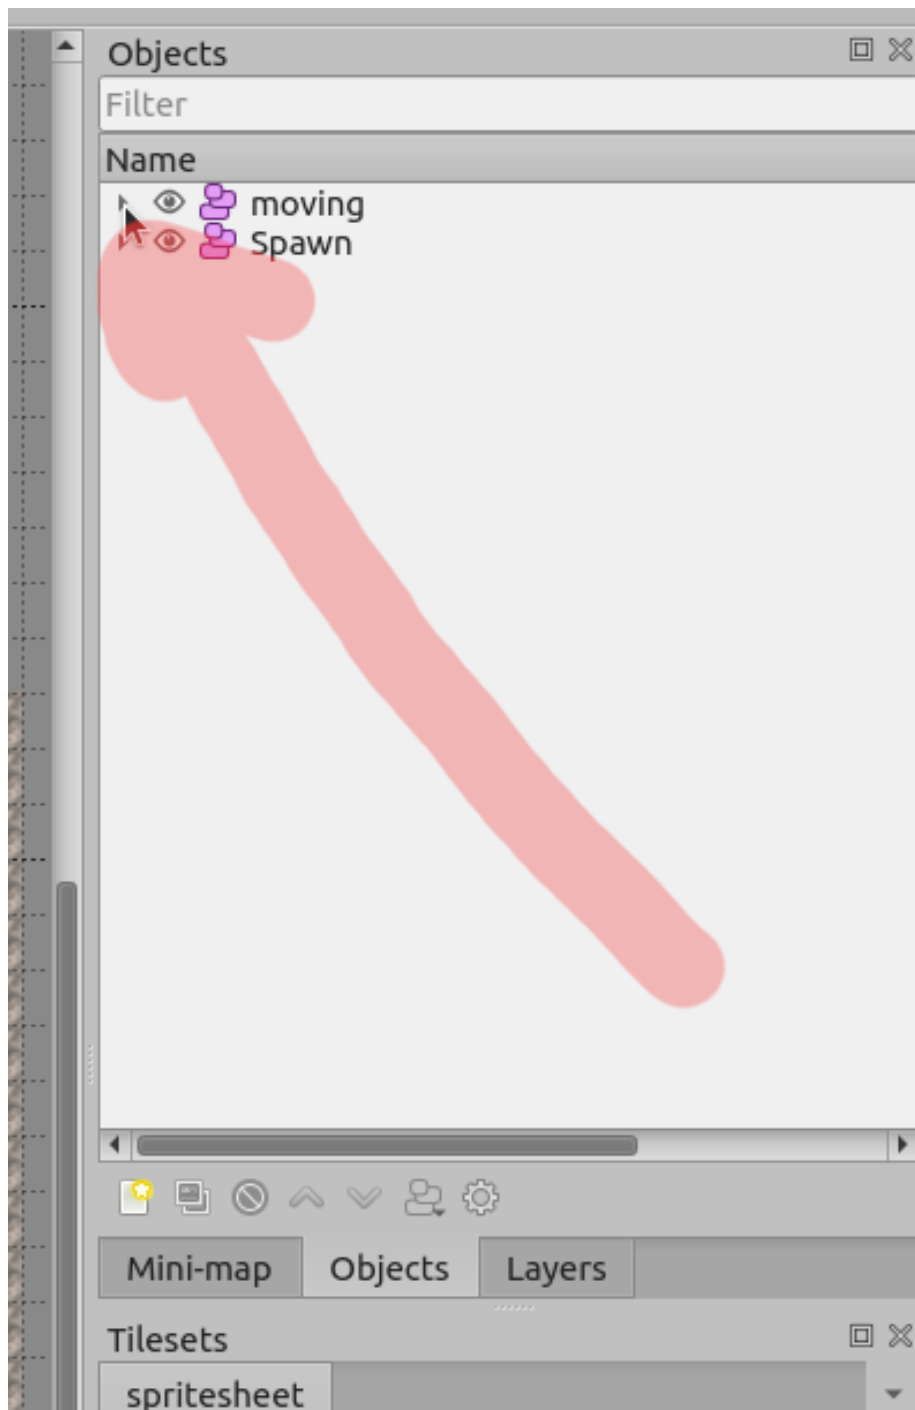 Objects
Filter
Name
moving
Spawn
Mini-map Objects Layers
Tilesets
spritesheet